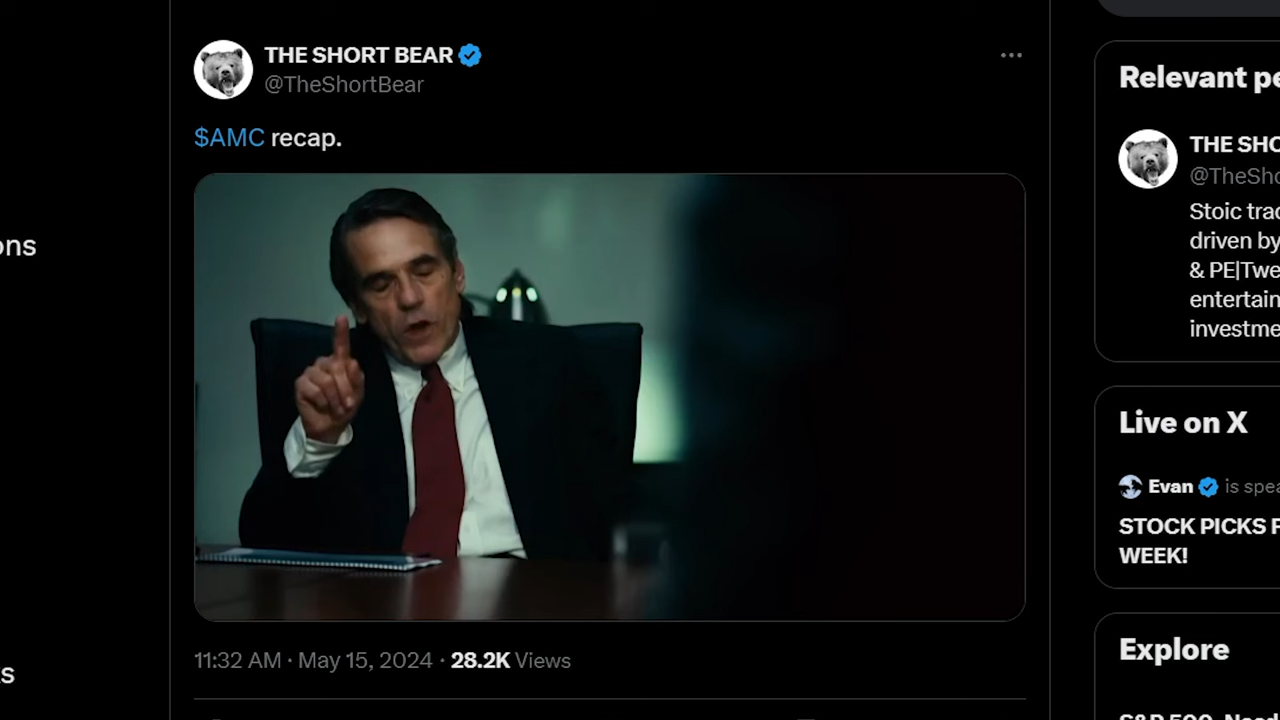 THE SHORT BEAR
@TheShortBear
$AMC recap.
11:32 AM · May 15, 2024 · 28.2K Views
ons
s
Relevant pe
THE SHO
@TheSho
Stoic trad
driven by
& PE|Twe
entertain
investme
Live on X
Evan is spea
STOCK PICKS F
WEEK!
Explore